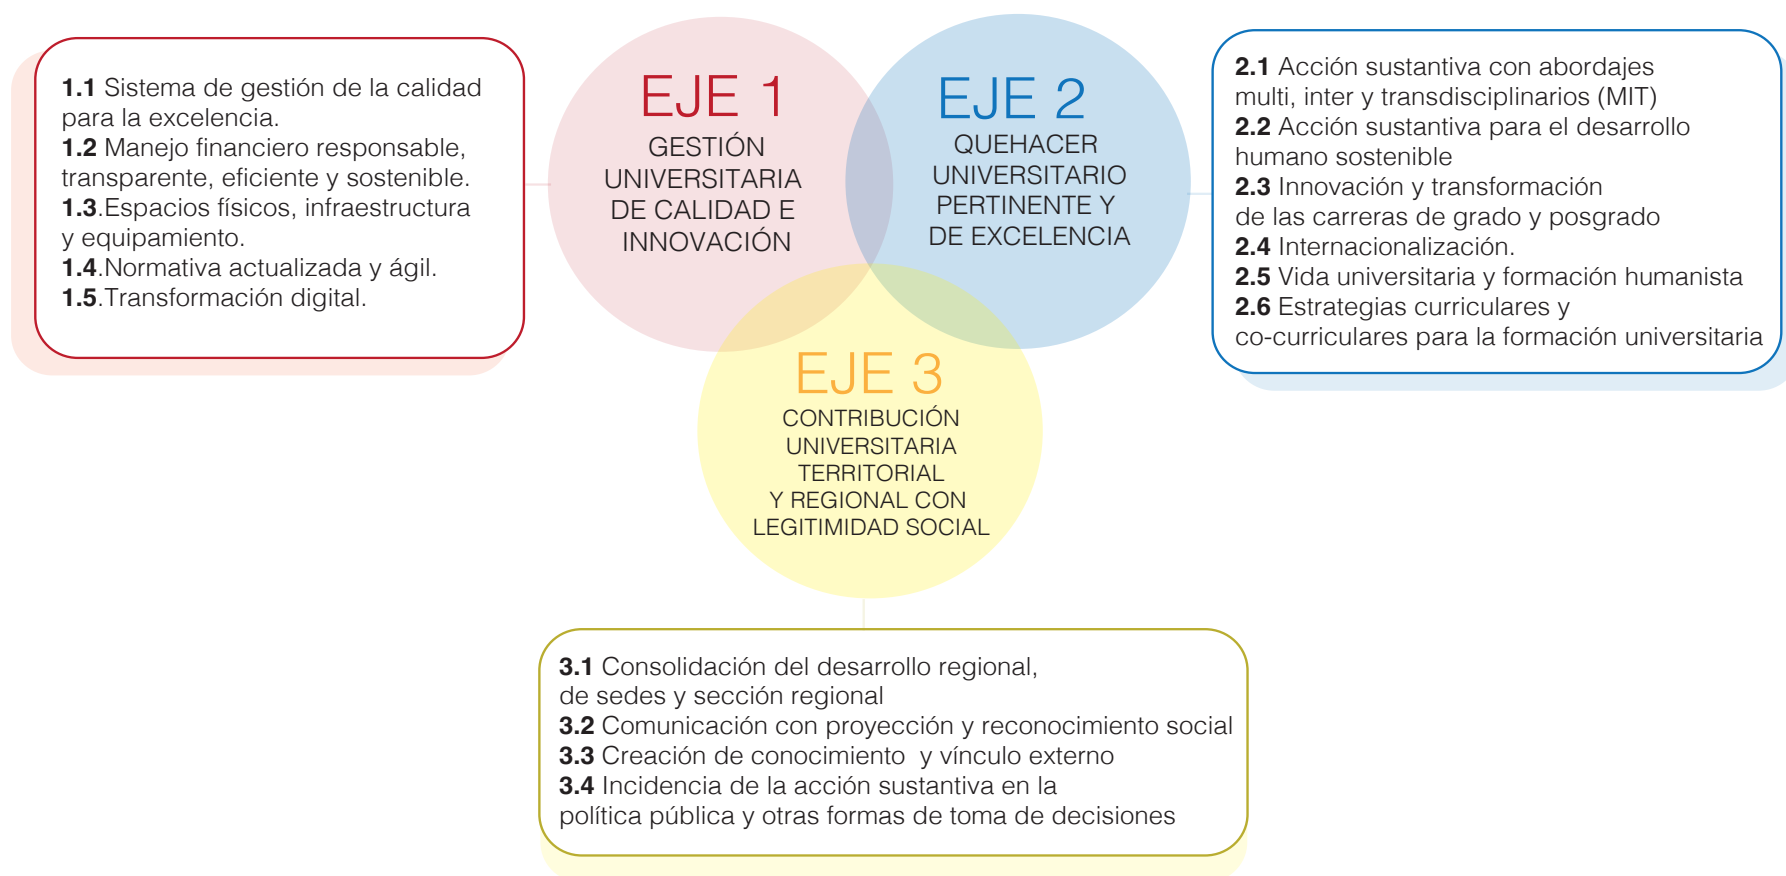 1.1 Sistema de gestión de la calidad
para la excelencia.
1.2 Manejo financiero responsable,
transparente, eficiente y sostenible.
1.3.Espacios físicos, infraestructura
y equipamiento.
1.4.Normativa actualizada y ágil.
1.5.Transformación digital.
EJE 1
GESTIÓN
UNIVERSITARIA
DE CALIDAD E
INNOVACIÓN
EJE 2
QUEHACER
UNIVERSITARIO
PERTINENTE Y
DE EXCELENCIA
2.1 Acción sustantiva con abordajes
multi, inter y transdisciplinarios (MIT)
2.2 Acción sustantiva para el desarrollo
humano sostenible
2.3 Innovación y transformación
de las carreras de grado y posgrado
2.4 Internacionalización.
2.5 Vida universitaria y formación humanista
2.6 Estrategias curriculares y
co-curriculares para la formación universitaria
EJE 3
CONTRIBUCIÓN
UNIVERSITARIA
TERRITORIAL
Y REGIONAL CON
LEGITIMIDAD SOCIAL
3.1 Consolidación del desarrollo regional,
de sedes y sección regional
3.2 Comunicación con proyección y reconocimiento social
3.3 Creación de conocimiento  y vínculo externo
3.4 Incidencia de la acción sustantiva en la
política pública y otras formas de toma de decisiones